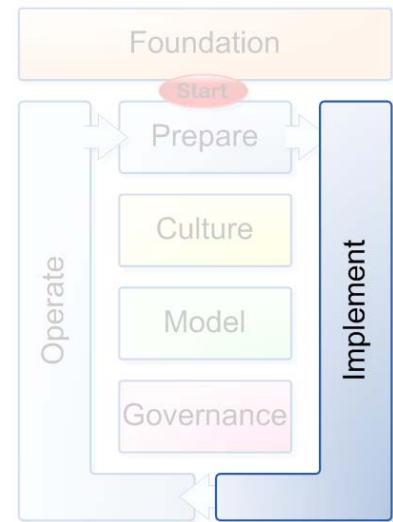 Foundation
Start
Prepare
Culture
Model
Governance
Operate
Implement